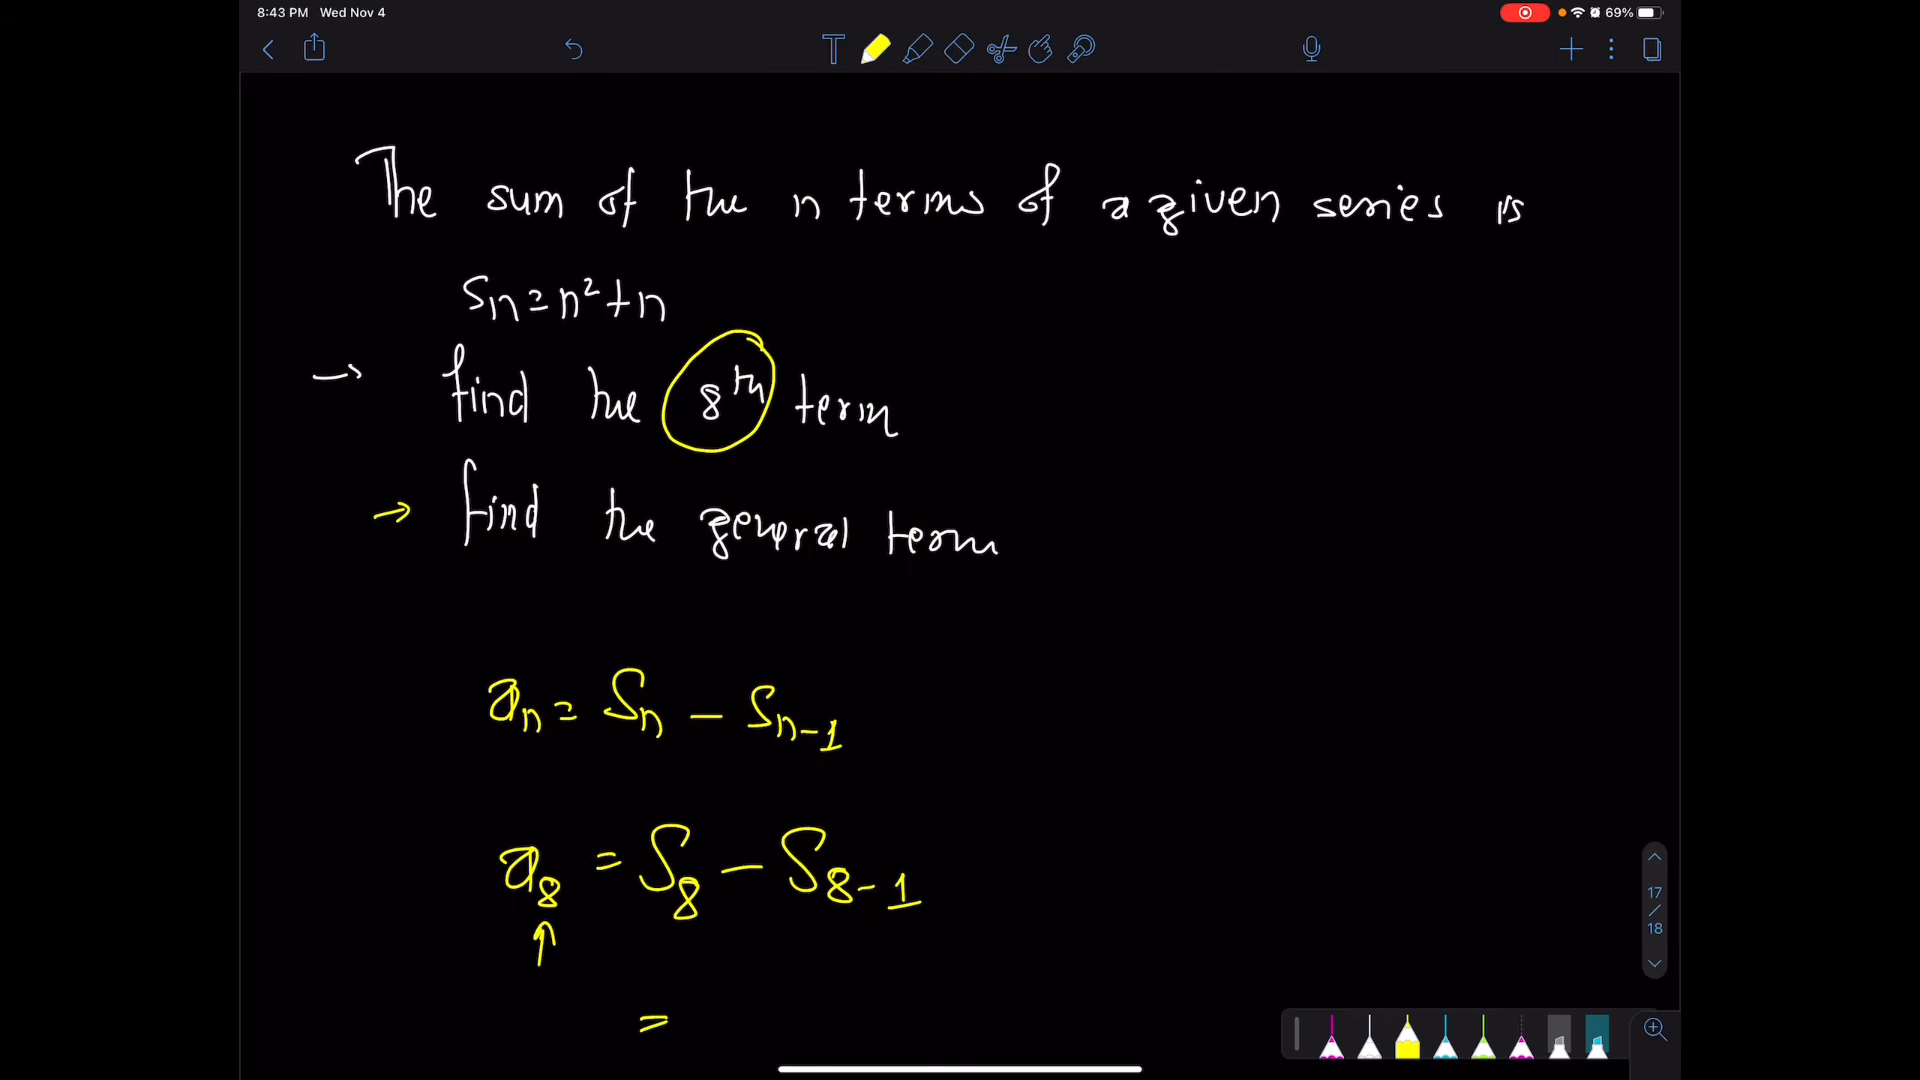 8:43 PM Wed Nov 4
69%
T
The sum of the n terms of a given series is
Sn=n²+n
→ find the 8th term
→ find the general term
an = Sn - Sn-1
a8 = S8 - S8-1
↑
=
17
/
18